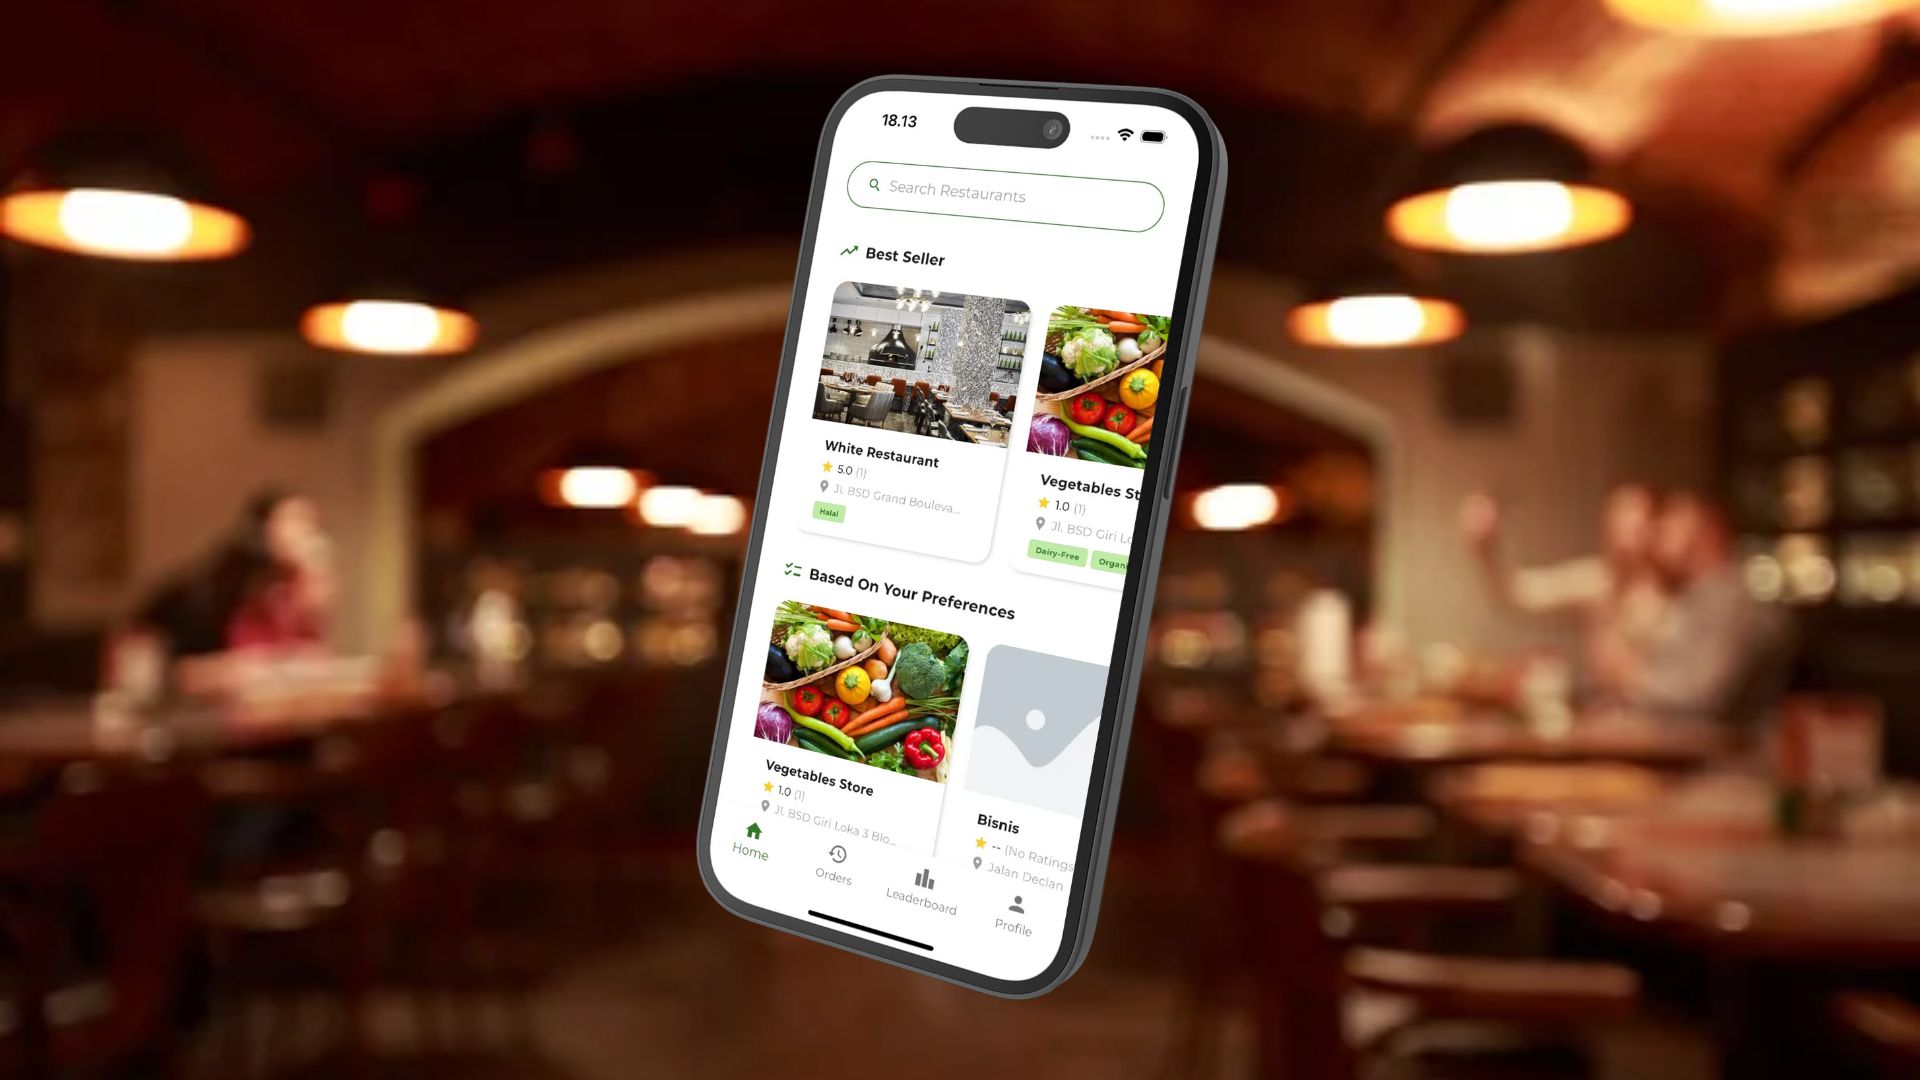 18.13
Search Restaurants
Best Seller
White Restaurant
5.0 (1)
Jl. BSD Grand Bouleva...
Halal
Vegetables St
1.0 (1)
Jl. BSD Giri Lo
Dairy-Free
Organi
Based On Your Preferences
Vegetables Store
1.0 (1)
Jl. BSD Giri Loka 3 Blo...
Bisnis
-- (No Ratings
Jalan Declan
Home
Orders
Leaderboard
Profile